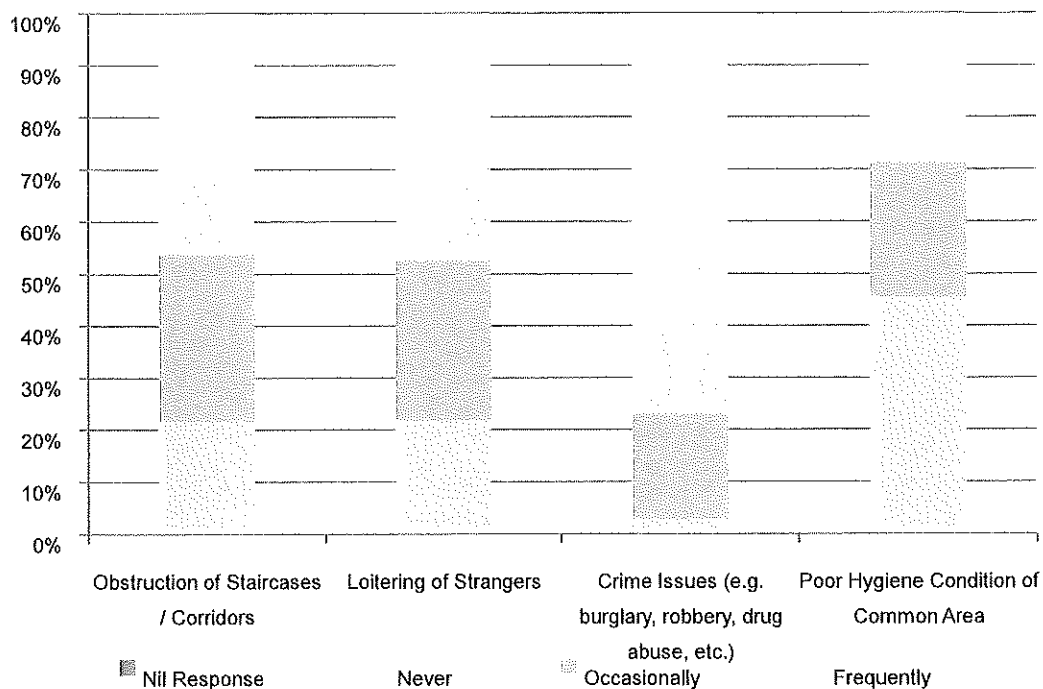 100%
90%
80%
70%
60%
50%
40%
30%
20%
10%
0%
Obstruction of Staircases / Corridors
Loitering of Strangers
Crime Issues (e.g. burglary, robbery, drug abuse, etc.)
Poor Hygiene Condition of Common Area
Nil Response
Never
Occasionally
Frequently